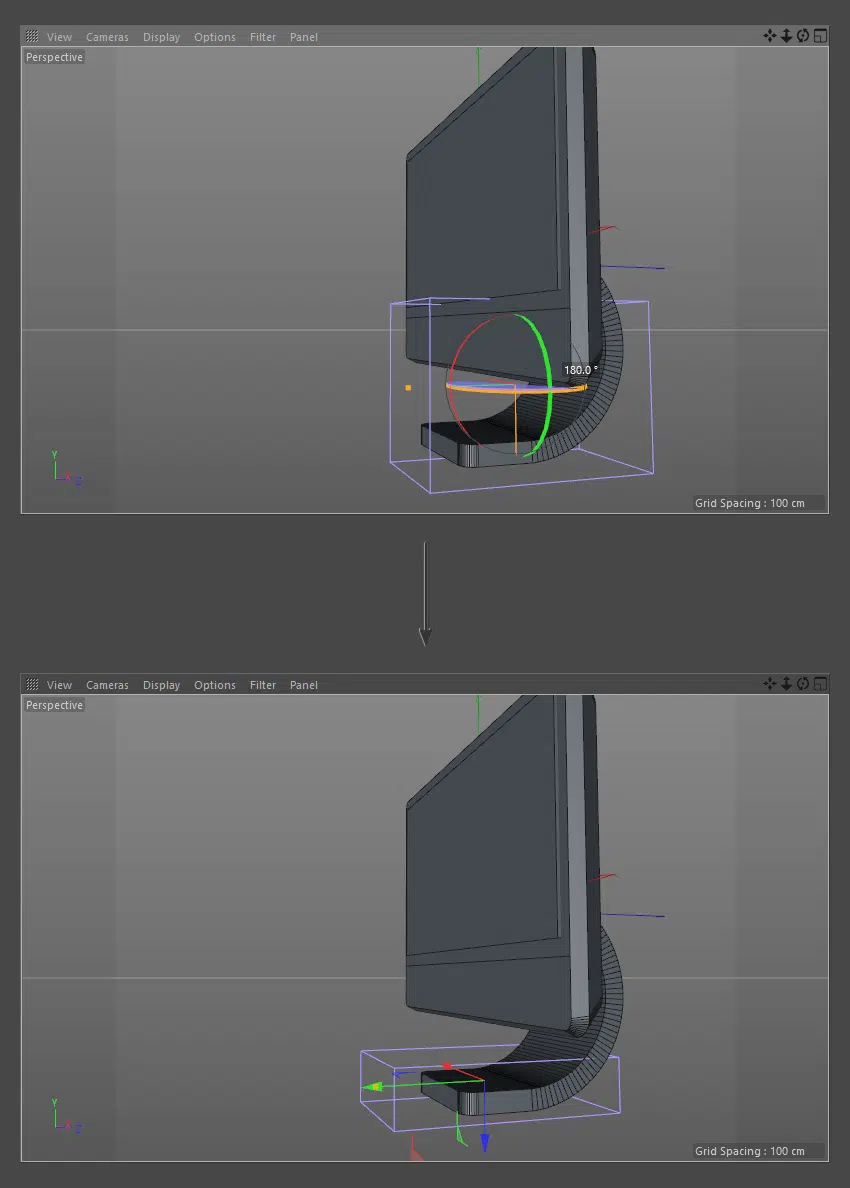 View Cameras Display Options Filter Panel
Perspective
180.0 °
Y
X
Z
Grid Spacing : 100 cm
View Cameras Display Options Filter Panel
Perspective
Y
X
Z
Grid Spacing : 100 cm